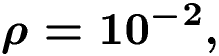 ρ = 10⁻²,